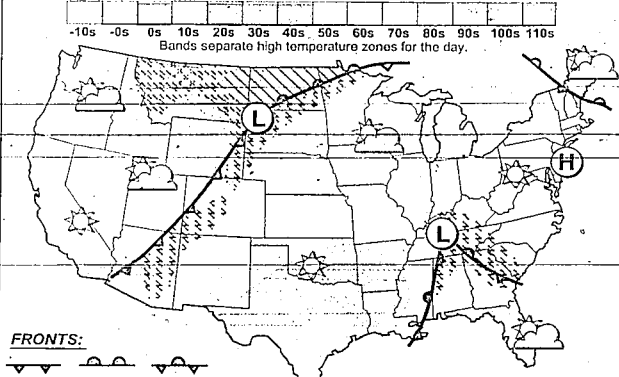 -10s -0s 0s 10s 20s 30s 40s 50s 60s 70s 80s 90s 100s 110s
Bands separate high temperature zones for the day.
L
H
L
FRONTS: